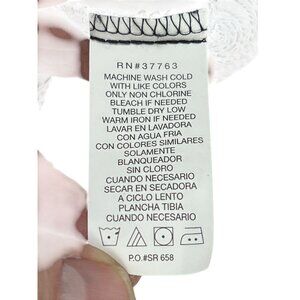 RN#37763
MACHINE WASH COLD
WITH LIKE COLORS
ONLY NON CHLORINE
BLEACH IF NEEDED
TUMBLE DRY LOW
WARM IRON IF NEEDED
LAVAR EN LAVADORA
CON AGUA FRIA
CON COLORES SIMILARES
SOLAMENTE
BLANQUEADOR
SIN CLORO
CUANDO NECESARIO
SECAR EN SECADORA
A CICLO LENTO
PLANCHA TIBIA
CUANDO NECESARIO
P.O.#SR 658